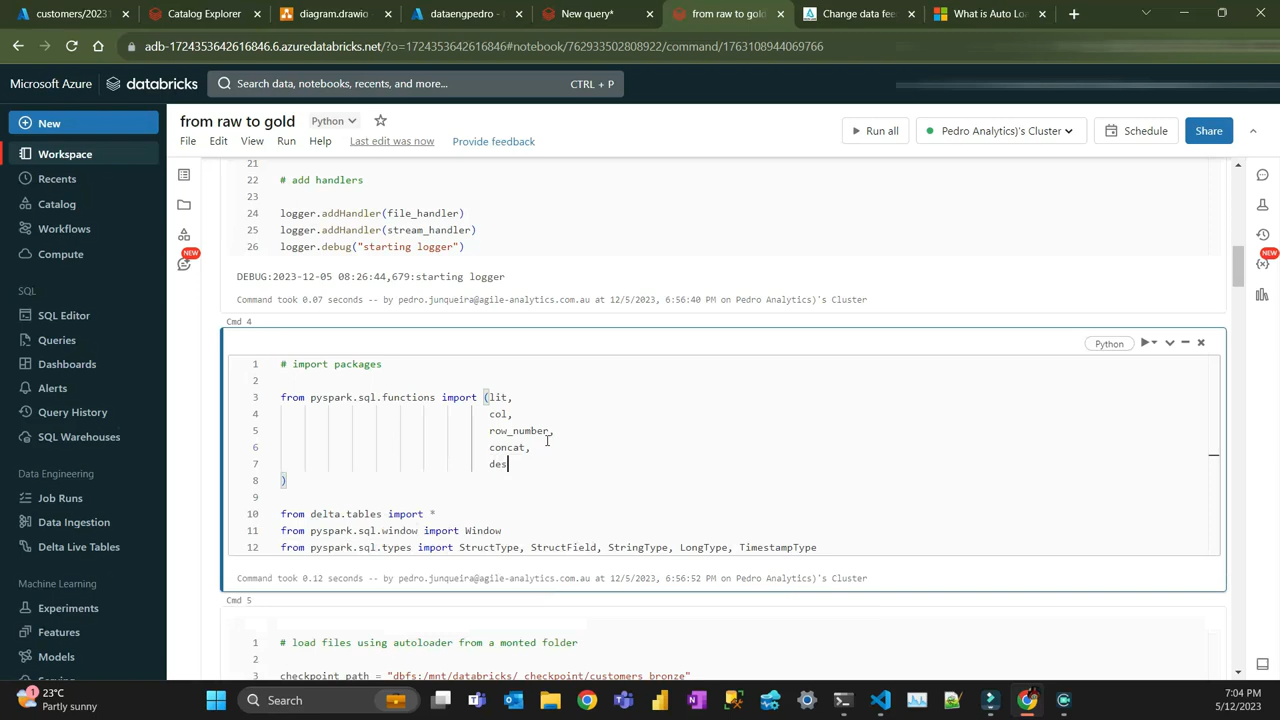 customers/20231
Catalog Explorer
diagram.drawio
dataengpedro
New query*
from raw to gold
Change data fee
What is Auto Loa
adb-1724353642616846.6.azuredatabricks.net/?o=1724353642616846#notebook/762933502808922/command/1763108944069766
Microsoft Azure
databricks
Search data, notebooks, recents, and more...
CTRL + P
New
Workspace
Recents
Catalog
Workflows
Compute
SQL
SQL Editor
Queries
Dashboards
Alerts
Query History
SQL Warehouses
Data Engineering
Job Runs
Data Ingestion
Delta Live Tables
Machine Learning
Experiments
Features
Models
from raw to gold
Python
File Edit View Run Help
Last edit was now
Provide feedback
Run all
Pedro Analytics)'s Cluster
Schedule
Share
NEW
NEW
21
22 # add handlers
23
24 logger.addHandler(file_handler)
25 logger.addHandler(stream_handler)
26 logger.debug("starting logger")
DEBUG:2023-12-05 08:26:44,679:starting logger
Command took 0.07 seconds -- by pedro.junqueira@agile-analytics.com.au at 12/5/2023, 6:56:40 PM on Pedro Analytics)'s Cluster
Cmd 4
Python
1 # import packages
2
3 from pyspark.sql.functions import (lit,
4 col,
5 row_number,
6 concat,
7 des
8 )
9
10 from delta.tables import *
11 from pyspark.sql.window import Window
12 from pyspark.sql.types import StructType, StructField, StringType, LongType, TimestampType
Command took 0.12 seconds -- by pedro.junqueira@agile-analytics.com.au at 12/5/2023, 6:56:52 PM on Pedro Analytics)'s Cluster
Cmd 5
1 # load files using autoloader from a monted folder
2
3 checkpoint_path = "dbfs:/mnt/databricks/_checkpoint/customers_bronze"
1
23°C
Partly sunny
Search
7:04 PM
5/12/2023